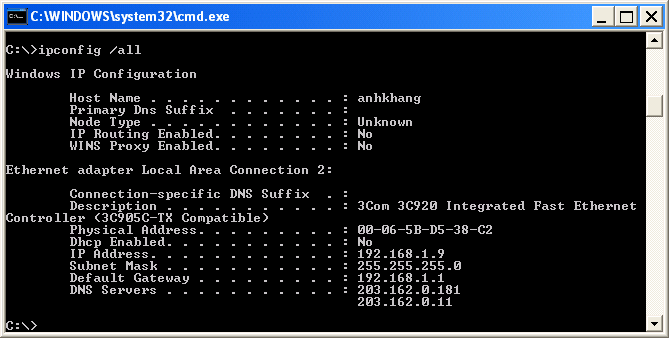 C:\WINDOWS\system32\cmd.exe
C:\>ipconfig /all
Windows IP Configuration
Host Name . . . . . . . . . . . . : anhkhang
Primary Dns Suffix  . . . . . . . :
Node Type . . . . . . . . . . . . : Unknown
IP Routing Enabled. . . . . . . . : No
WINS Proxy Enabled. . . . . . . . : No
Ethernet adapter Local Area Connection 2:
Connection-specific DNS Suffix  . :
Description . . . . . . . . . . . : 3Com 3C920 Integrated Fast Ethernet
Controller (3C905C-TX Compatible)
Physical Address. . . . . . . . . : 00-06-5B-D5-38-C2
Dhcp Enabled. . . . . . . . . . . : No
IP Address. . . . . . . . . . . . : 192.168.1.9
Subnet Mask . . . . . . . . . . . : 255.255.255.0
Default Gateway . . . . . . . . . : 192.168.1.1
DNS Servers . . . . . . . . . . . : 203.162.0.181
203.162.0.11
C:\>